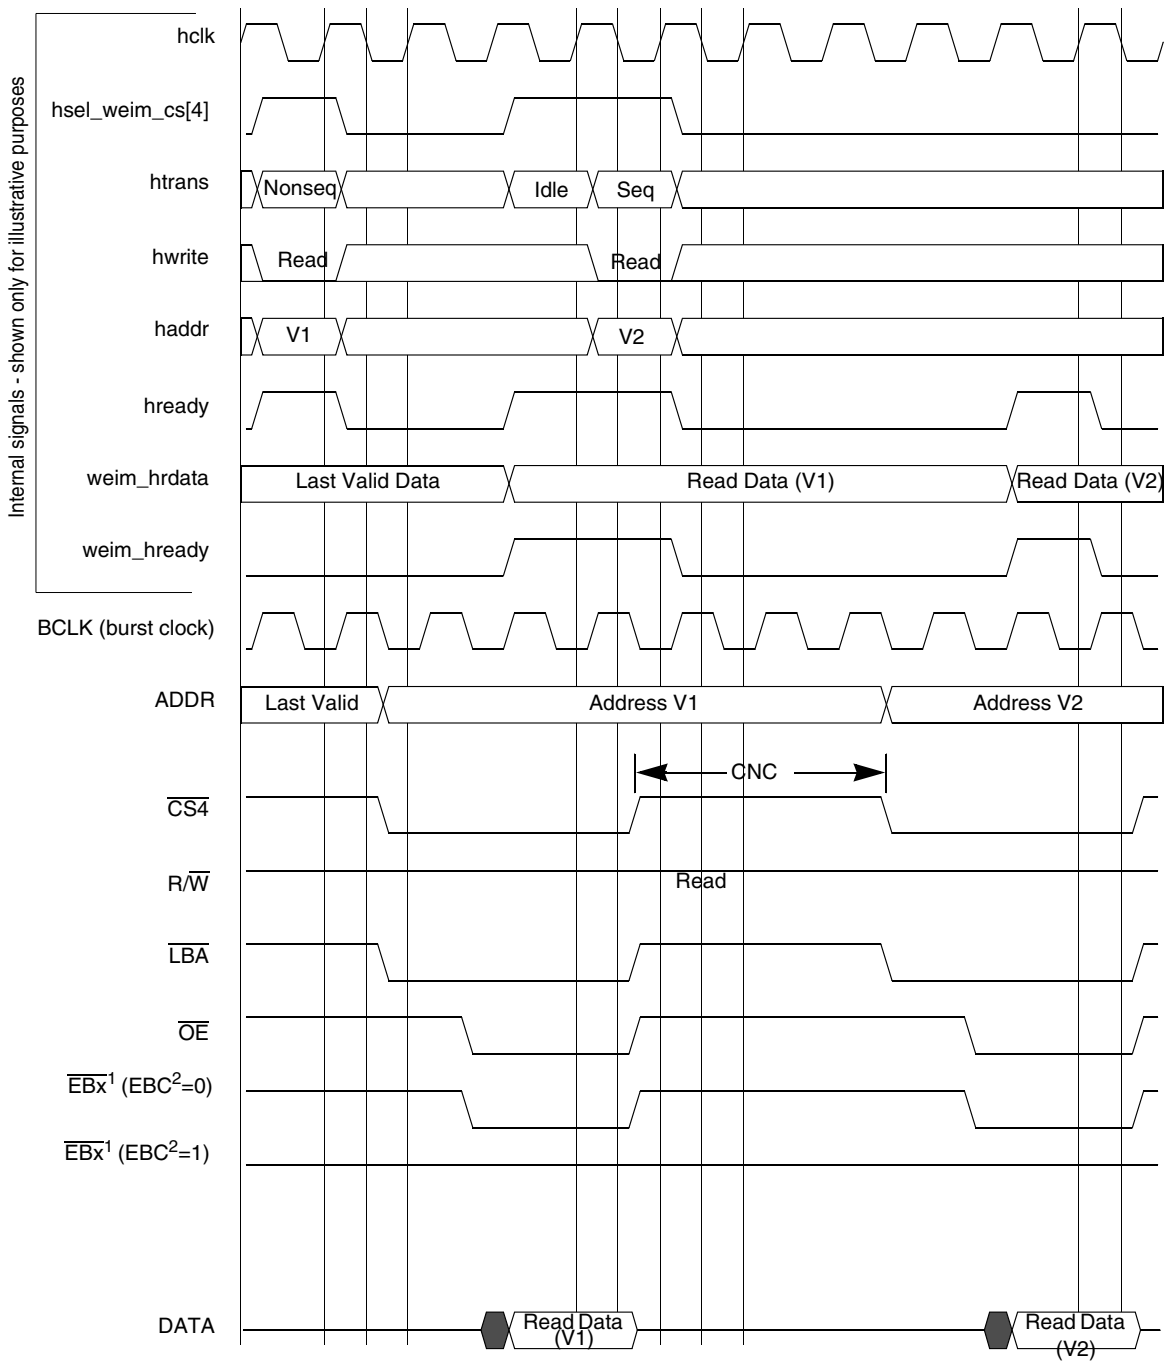 Internal signals - shown only for illustrative purposes
hclk
hsel_weim_cs[4]
htrans
Nonseq
Idle
Seq
hwrite
Read
Read
haddr
V1
V2
hready
weim_hrdata
Last Valid Data
Read Data (V1)
Read Data (V2)
weim_hready
BCLK (burst clock)
ADDR
Last Valid
Address V1
Address V2
CNC
CS4
R/W
Read
LBA
OE
EBx1 (EBC2=0)
EBx1 (EBC2=1)
DATA
Read Data
(V1)
Read Data
(V2)